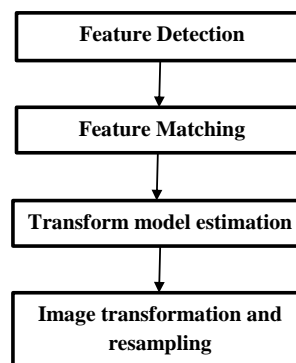 Feature Detection
Feature Matching
Transform model estimation
Image transformation and
resampling